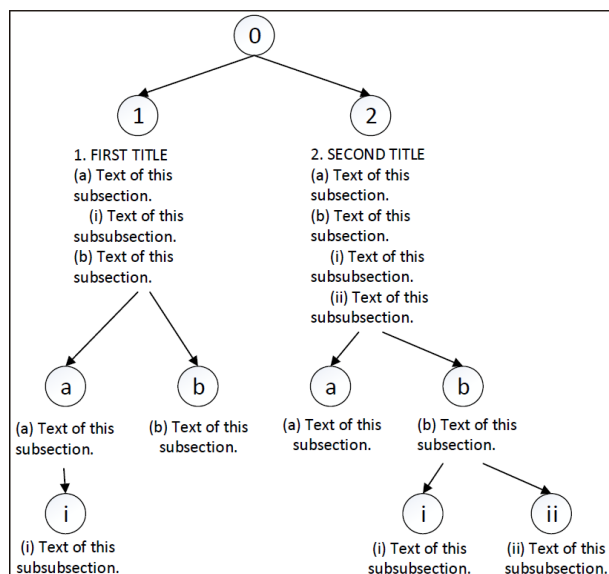 0
1
2
1. FIRST TITLE
(a) Text of this
subsection.
(i) Text of this
subsubsection.
(b) Text of this
subsection.
2. SECOND TITLE
(a) Text of this
subsection.
(b) Text of this
subsection.
(i) Text of this
subsubsection.
(ii) Text of this
subsubsection.
a
b
a
b
(a) Text of this
subsection.
(b) Text of this
subsection.
(a) Text of this
subsection.
(b) Text of this
subsection.
i
i
ii
(i) Text of this
subsubsection.
(i) Text of this
subsubsection.
(ii) Text of this
subsubsection.